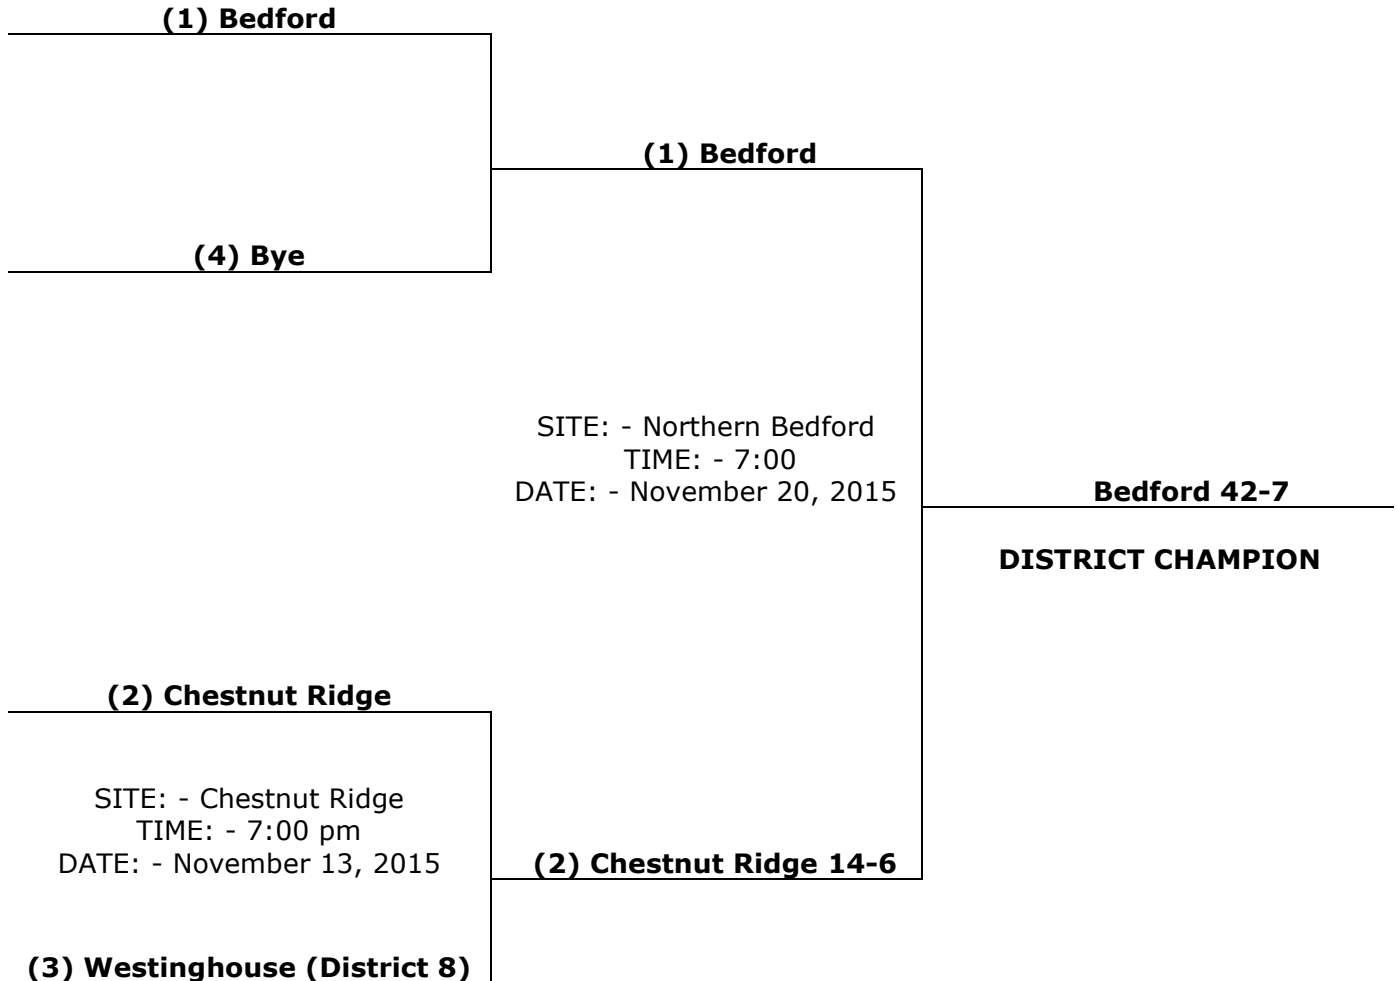 (1) Bedford
(1) Bedford
(4) Bye
SITE: - Northern Bedford
TIME: - 7:00
DATE: - November 20, 2015
Bedford 42-7
DISTRICT CHAMPION
(2) Chestnut Ridge
SITE: - Chestnut Ridge
TIME: - 7:00 pm
DATE: - November 13, 2015
(2) Chestnut Ridge 14-6
(3) Westinghouse (District 8)